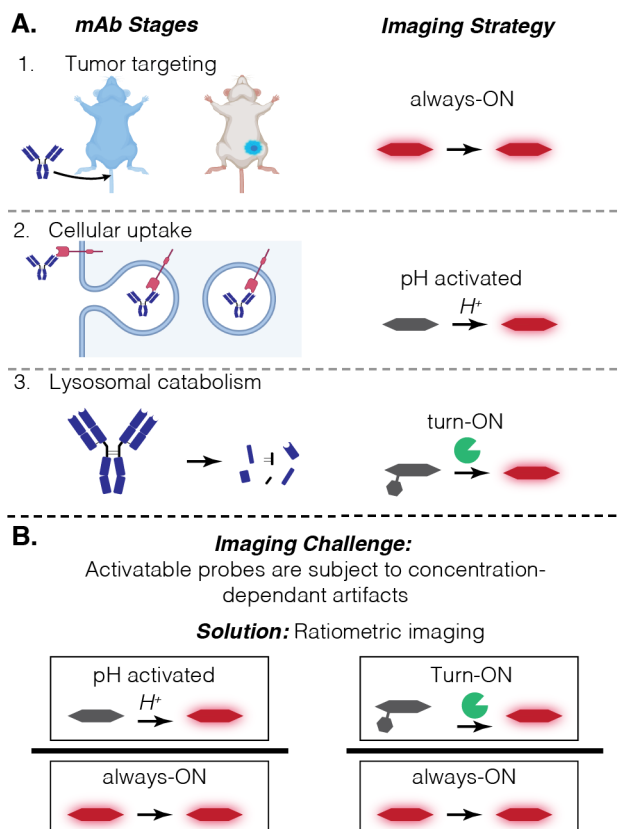 A.
mAb Stages
Imaging Strategy
1. Tumor targeting
always-ON
2. Cellular uptake
pH activated
H+
3. Lysosomal catabolism
turn-ON
B.
Imaging Challenge:
Activatable probes are subject to concentration-
dependant artifacts
Solution: Ratiometric imaging
pH activated
H+
Turn-ON
always-ON
always-ON